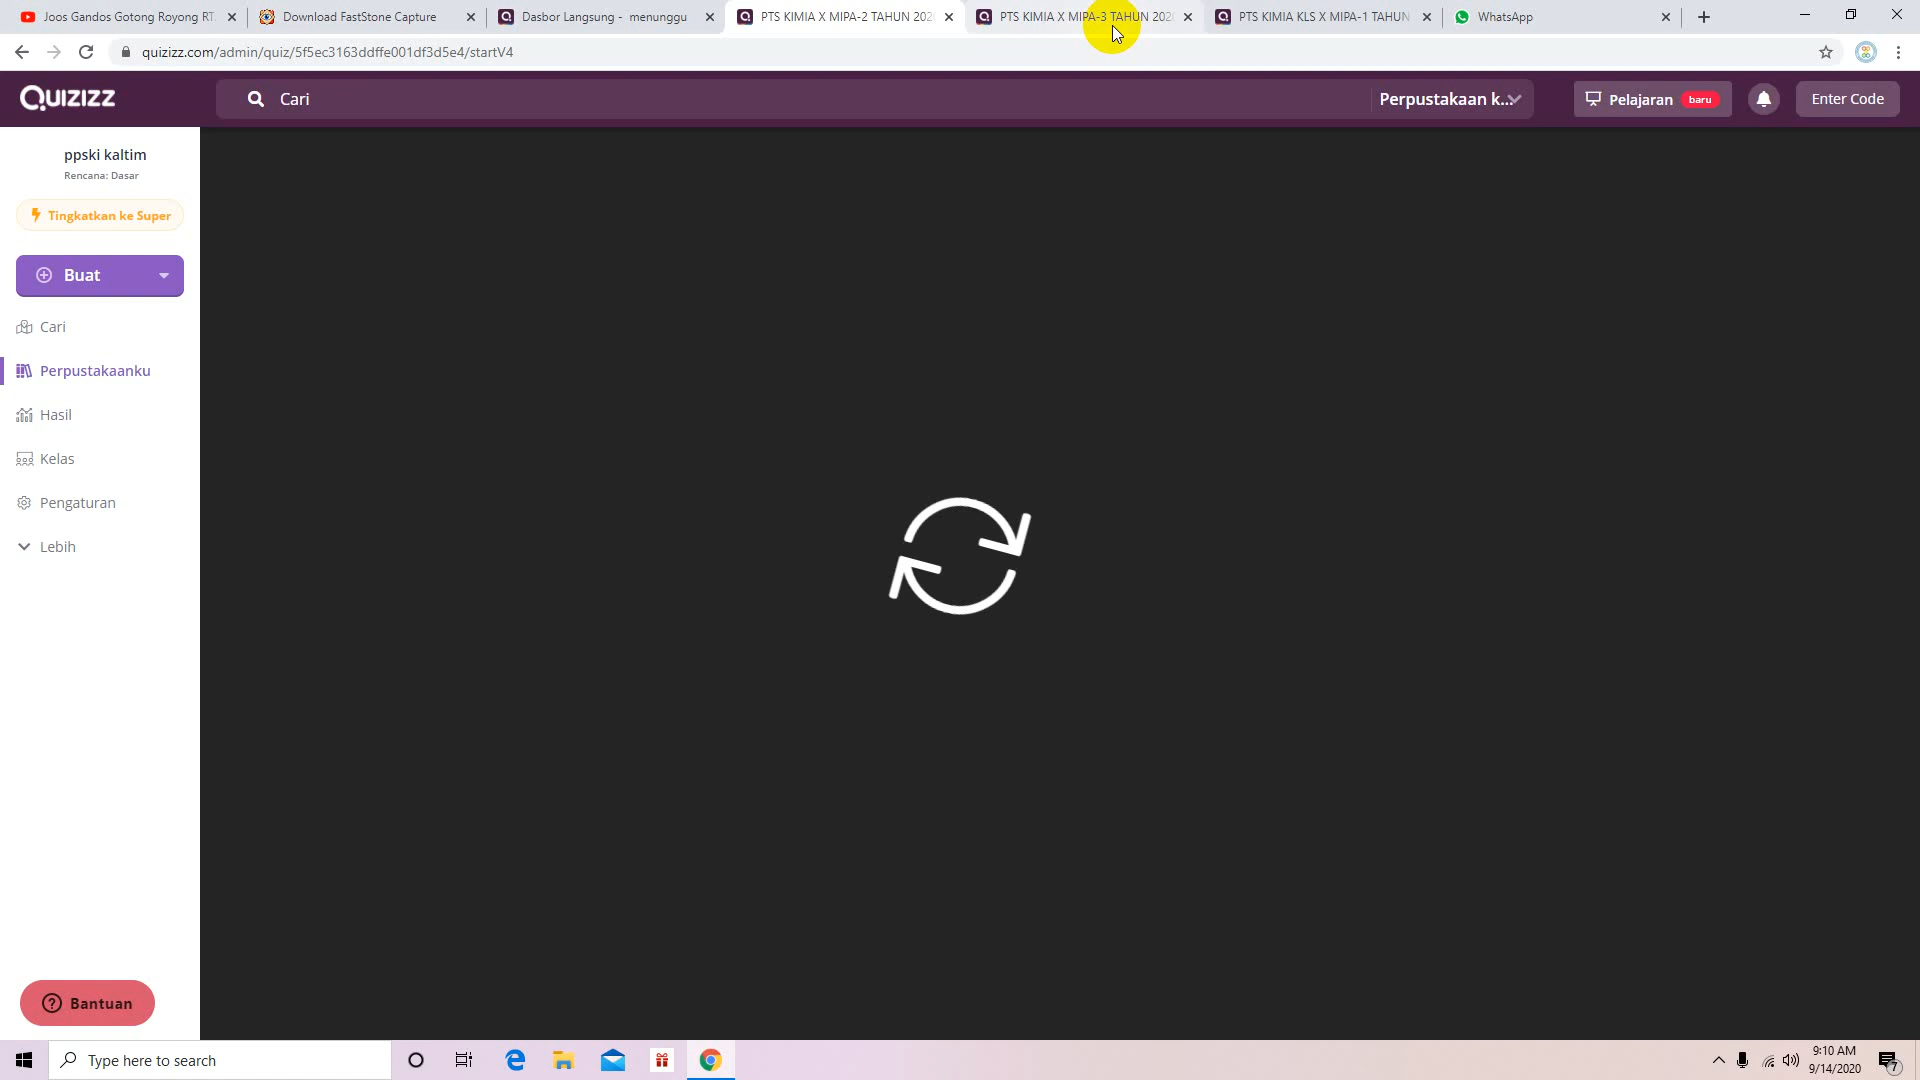 Joos Gandos Gotong Royong RT.
Download FastStone Capture
Dasbor Langsung - menunggu
PTS KIMIA X MIPA-2 TAHUN 202
PTS KIMIA X MIPA-3 TAHUN 202
PTS KIMIA KLS X MIPA-1 TAHUN
WhatsApp
quizizz.com/admin/quiz/5f5ec3163ddffe001df3d5e4/startV4
QUIZIZZ
Cari
Perpustakaan k...
Pelajaran baru
Enter Code
ppski kaltim
Rencana: Dasar
Tingkatkan ke Super
Buat
Cari
Perpustakaanku
Hasil
Kelas
Pengaturan
Lebih
Bantuan
Type here to search
9:10 AM
9/14/2020
7